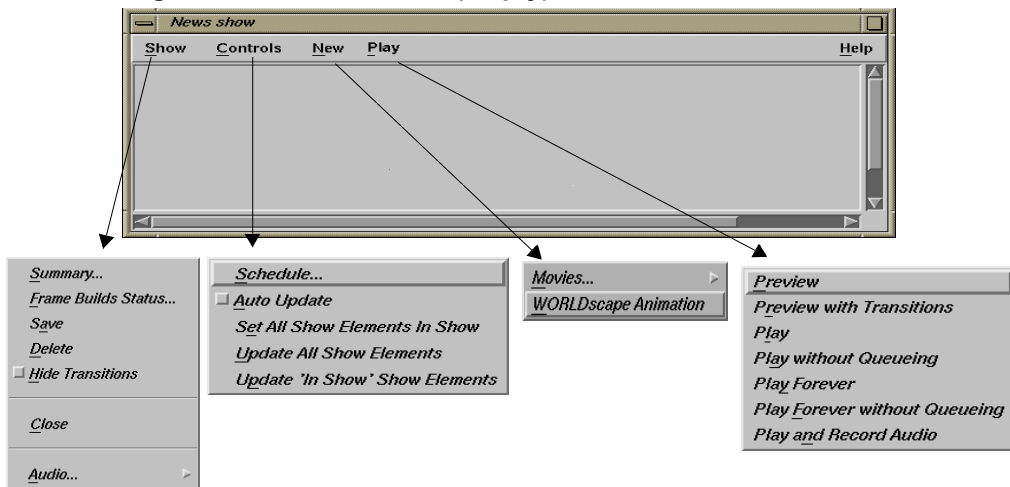 News show
Show Controls New Play Help
Summary...
Frame Builds Status...
Save
Delete
Hide Transitions
Close
Audio...
Schedule...
Auto Update
Set All Show Elements In Show
Update All Show Elements
Update 'In Show' Show Elements
Movies...
WORLDscape Animation
Preview
Preview with Transitions
Play
Play without Queueing
Play Forever
Play Forever without Queueing
Play and Record Audio